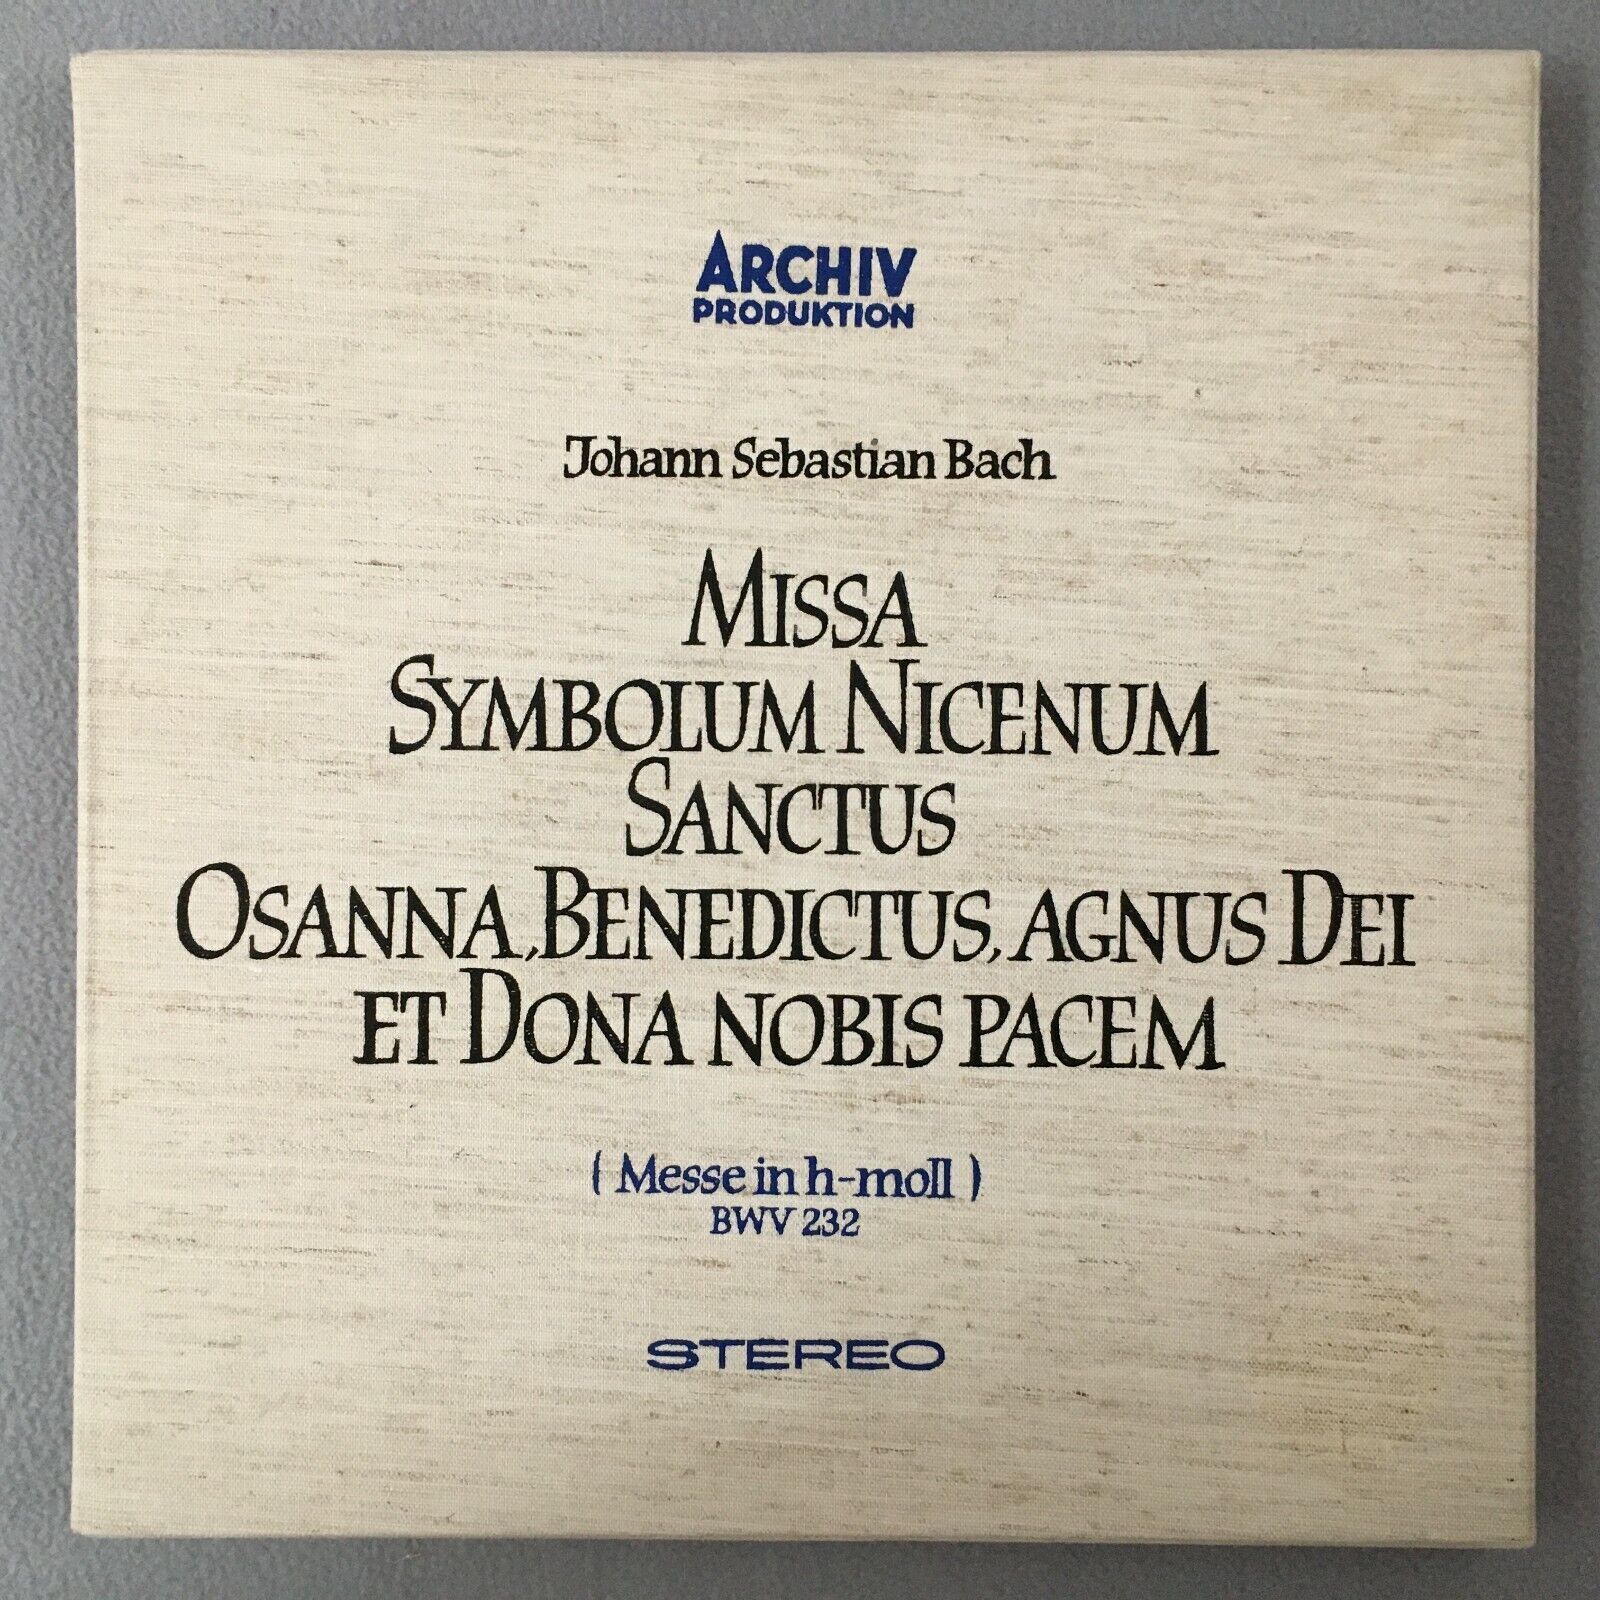 ARCHIV
PRODUKTION
Johann Sebastian Bach
MISSA
SYMBOLUM NICENUM
SANCTUS
OSANNA, BENEDICTUS, AGNUS DEI
ET DONA NOBIS PACEM
( Messe in h-moll )
BWV 232
STEREO